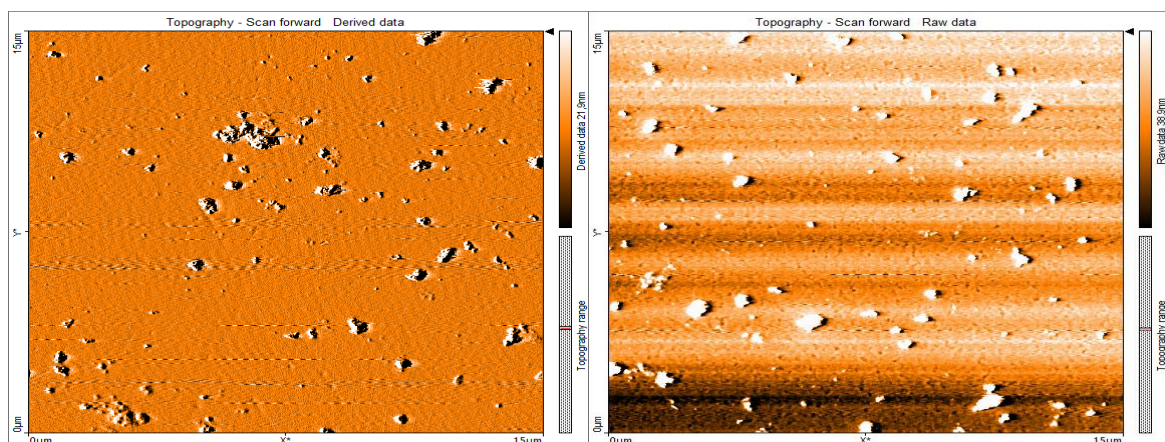 Topography - Scan forward Derived data
15µm
Y*
0µm
0µm
X*
15µm
Derived data 21,9nm
Topography range
Topography - Scan forward Raw data
15µm
Y*
0µm
0µm
X*
15µm
Raw data 38,9nm
Topography range